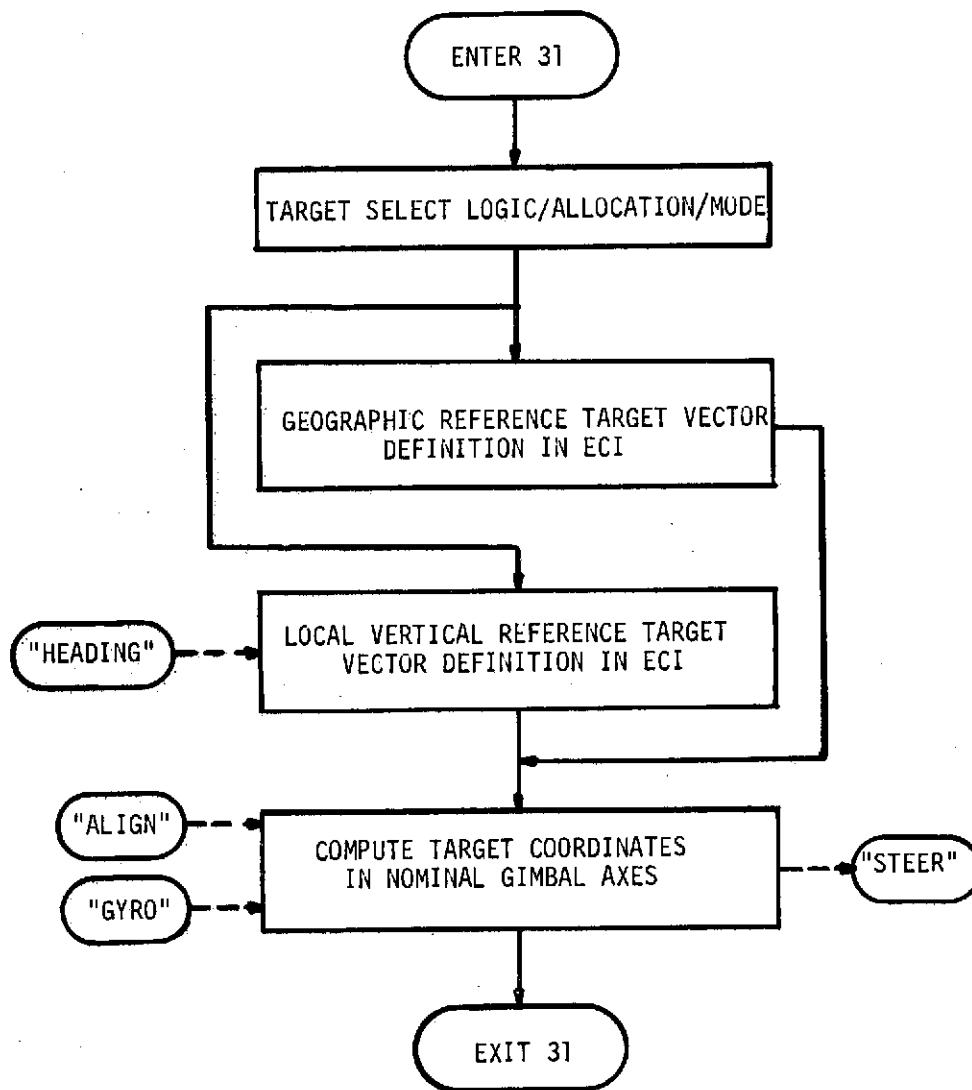 ENTER 31
TARGET SELECT LOGIC/ALLOCATION/MODE
GEOGRAPHIC REFERENCE TARGET VECTOR
DEFINITION IN ECI
"HEADING"
LOCAL VERTICAL REFERENCE TARGET
VECTOR DEFINITION IN ECI
"ALIGN"
"GYRO"
COMPUTE TARGET COORDINATES
IN NOMINAL GIMBAL AXES
"STEER"
EXIT 31